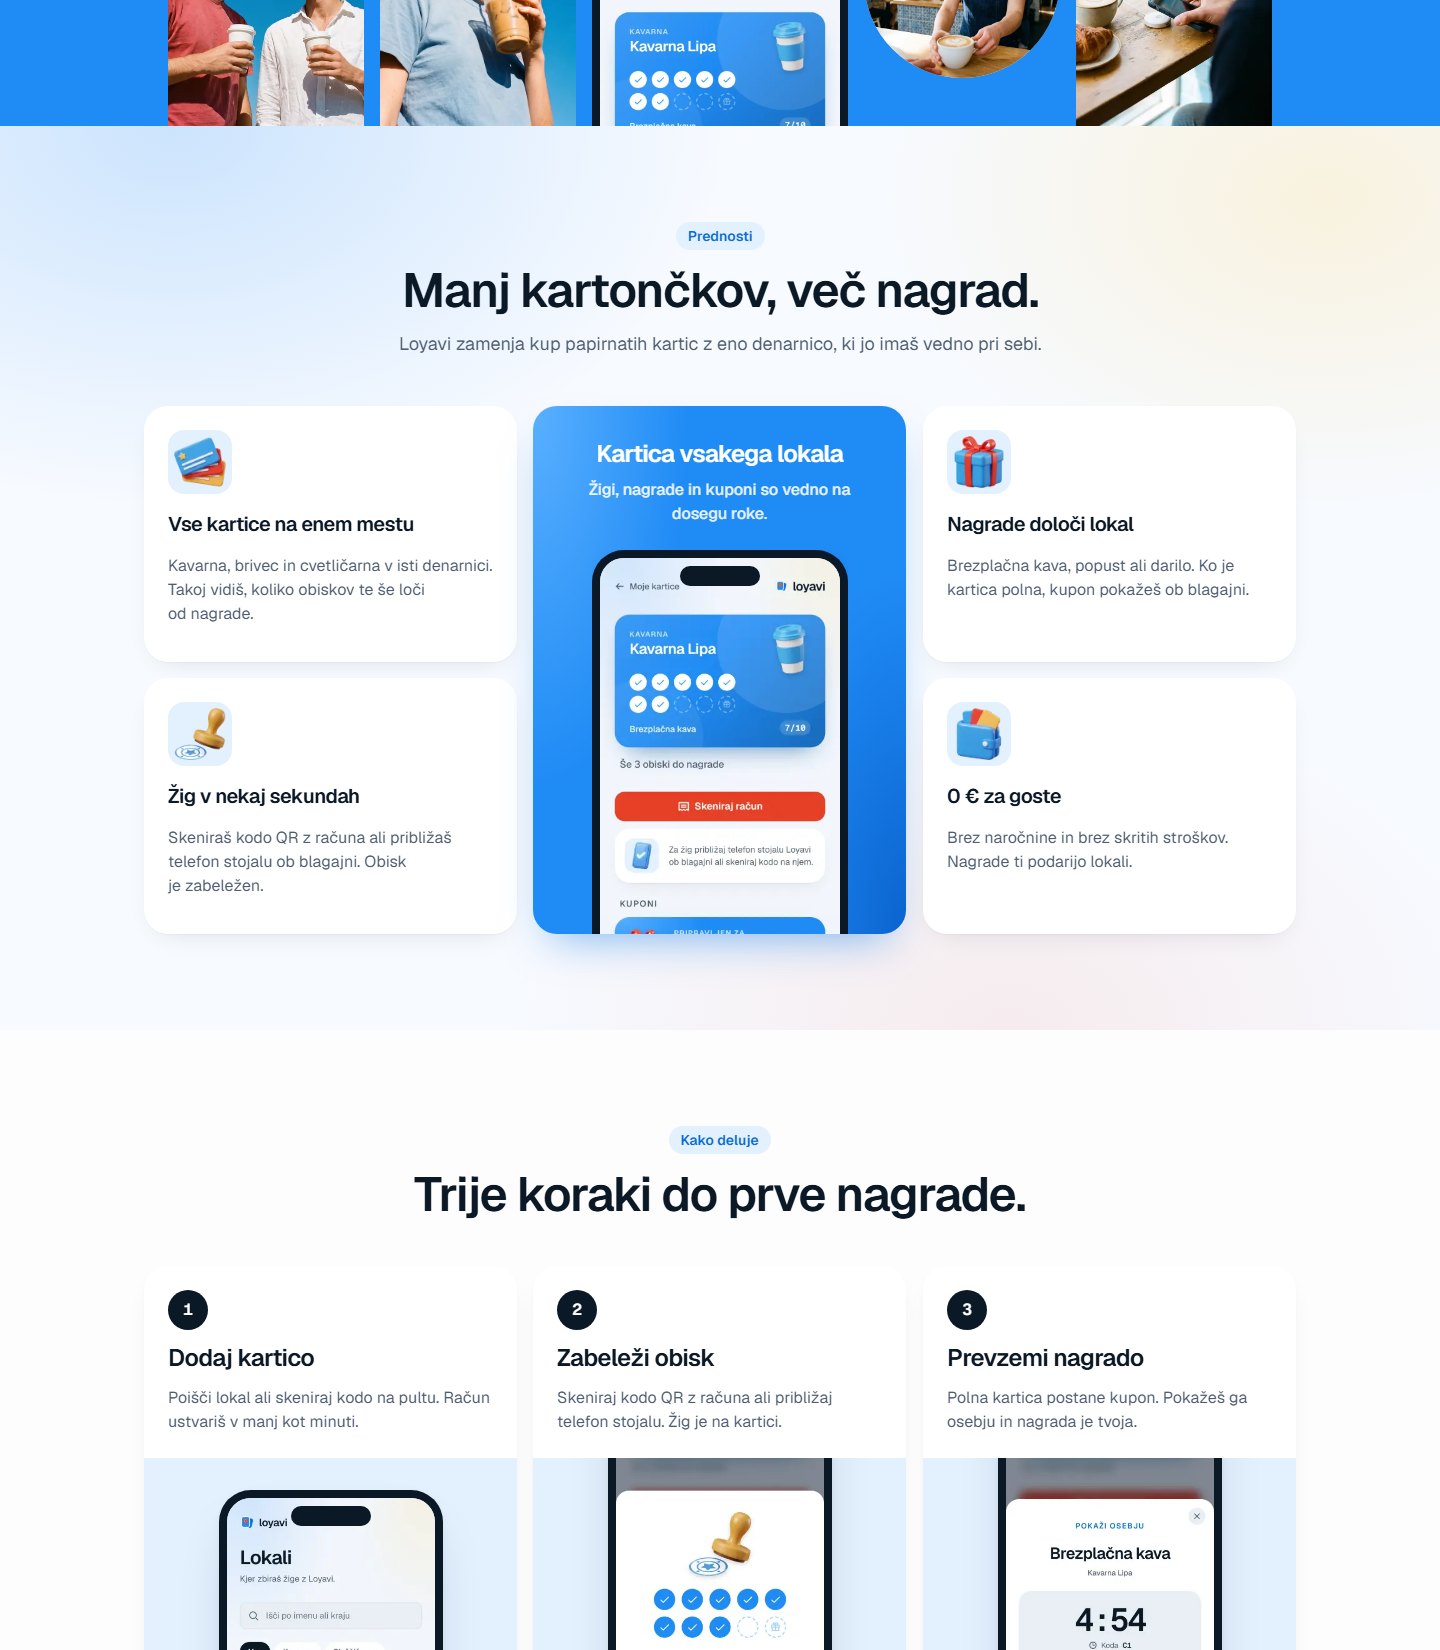 KAVARNA
Kavarna Lipa
7/10
Prednosti
Manj kartončkov, več nagrad.
Loyavi zamenja kup papirnatih kartic z eno denarnico, ki jo imaš vedno pri sebi.
Vse kartice na enem mestu
Kavarna, brivec in cvetličarna v isti denarnici.
Takoj vidiš, koliko obiskov te še loči
od nagrade.
Žig v nekaj sekundah
Skeniraš kodo QR z računa ali približaš
telefon stojalu ob blagajni. Obisk
je zabeležen.
Kartica vsakega lokala
Žigi, nagrade in kuponi so vedno na
dosegu roke.
← Moje kartice
loyavi
KAVARNA
Kavarna Lipa
Brezplačna kava
7/10
Še 3 obiski do nagrade
Skeniraj račun
Za žig približaj telefon stojalu Loyavi
ob blagajni ali skeniraj kodo na njem.
KUPONI
PRIPRAVLJEN ZA
Nagrade določi lokal
Brezplačna kava, popust ali darilo. Ko je
kartica polna, kupon pokažeš ob blagajni.
0 € za goste
Brez naročnine in brez skritih stroškov.
Nagrade ti podarijo lokali.
Kako deluje
Trije koraki do prve nagrade.
1
Dodaj kartico
Poišči lokal ali skeniraj kodo na pultu. Račun
ustvariš v manj kot minuti.
loyavi
Lokali
Kjer zbiraš žige z Loyavi.
Išči po imenu ali kraju
2
Zabeleži obisk
Skeniraj kodo QR z računa ali približaj
telefon stojalu. Žig je na kartici.
3
Prevzemi nagrado
Polna kartica postane kupon. Pokažeš ga
osebju in nagrada je tvoja.
POKAŽI OSEBJU
Brezplačna kava
Kavarna Lipa
4:54
Koda C1